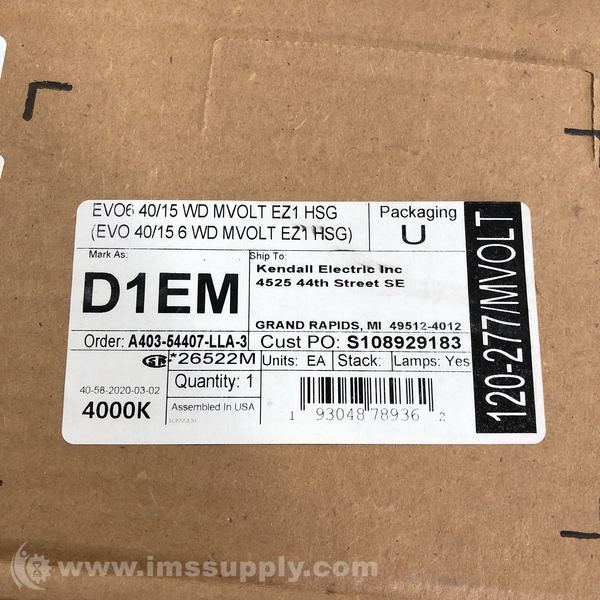 EVO6 40/15 WD MVOLT EZ1 HSG
(EVO 40/15 6 WD MVOLT EZ1 HSG)
Packaging
U
Mark As:
D1EM
Ship To:
Kendall Electric Inc
4525 44th Street SE
GRAND RAPIDS, MI 49512-4012
Order: A403-54407-LLA-3
Cust PO: S108929183
*26522M
Units: EA
Stack:
Lamps: Yes
40-58-2020-03-02
4000K
Quantity: 1
Assembled In USA
1 93048 78936 2
120-277/MVOLT
© www.imssupply.com